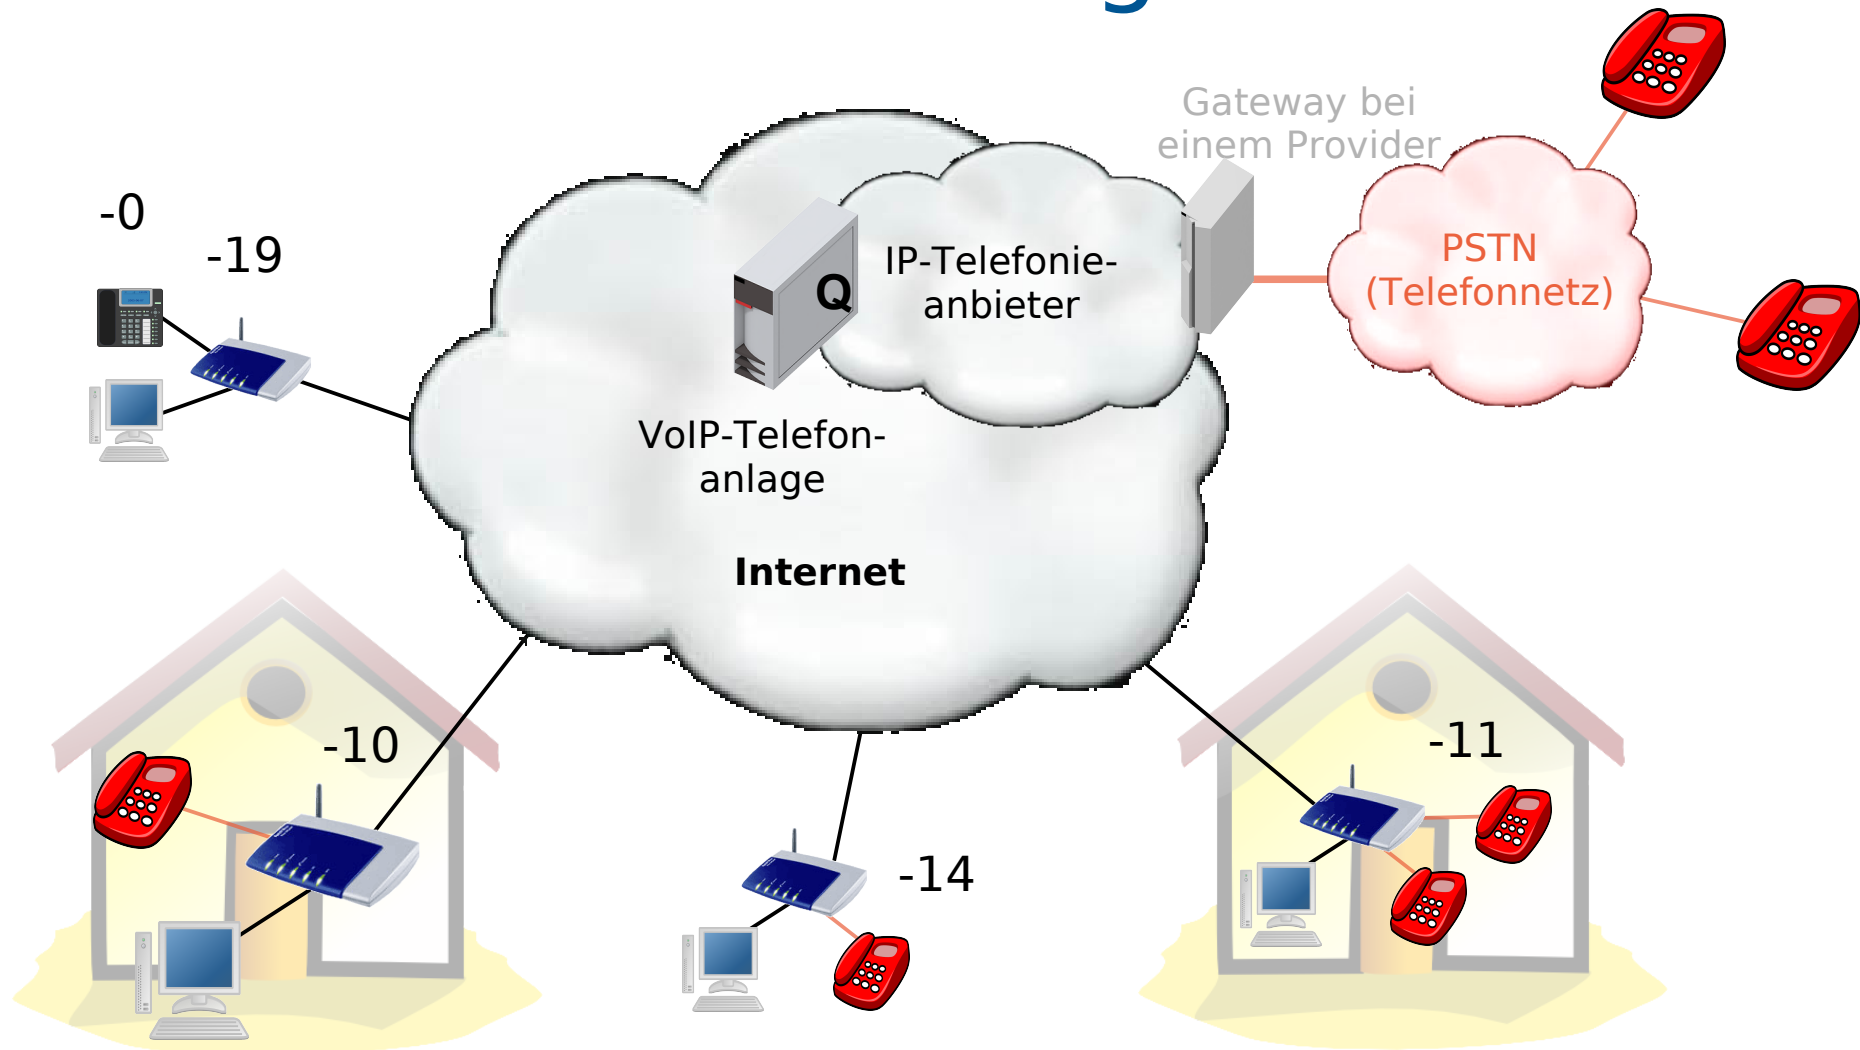 Gateway bei
einem Provider
-0
-19
Q
IP-Telefonie-
anbieter
PSTN
(Telefonnetz)
VoIP-Telefon-
anlage
Internet
-10
-11
-14